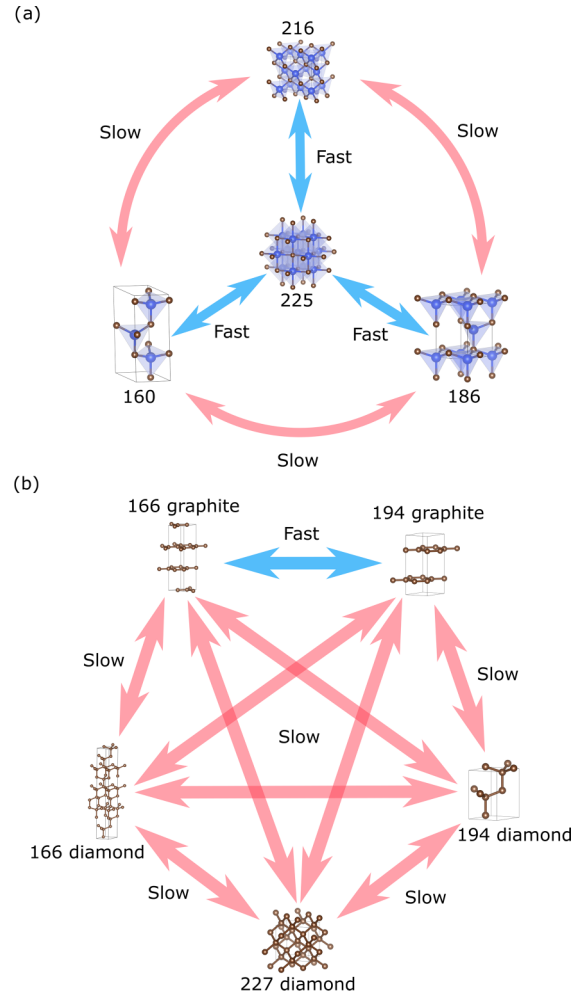 (a)
216
Slow
Slow
Fast
225
Fast
Fast
160
186
Slow
(b)
166 graphite
194 graphite
Fast
Slow
Slow
Slow
166 diamond
194 diamond
Slow
Slow
227 diamond